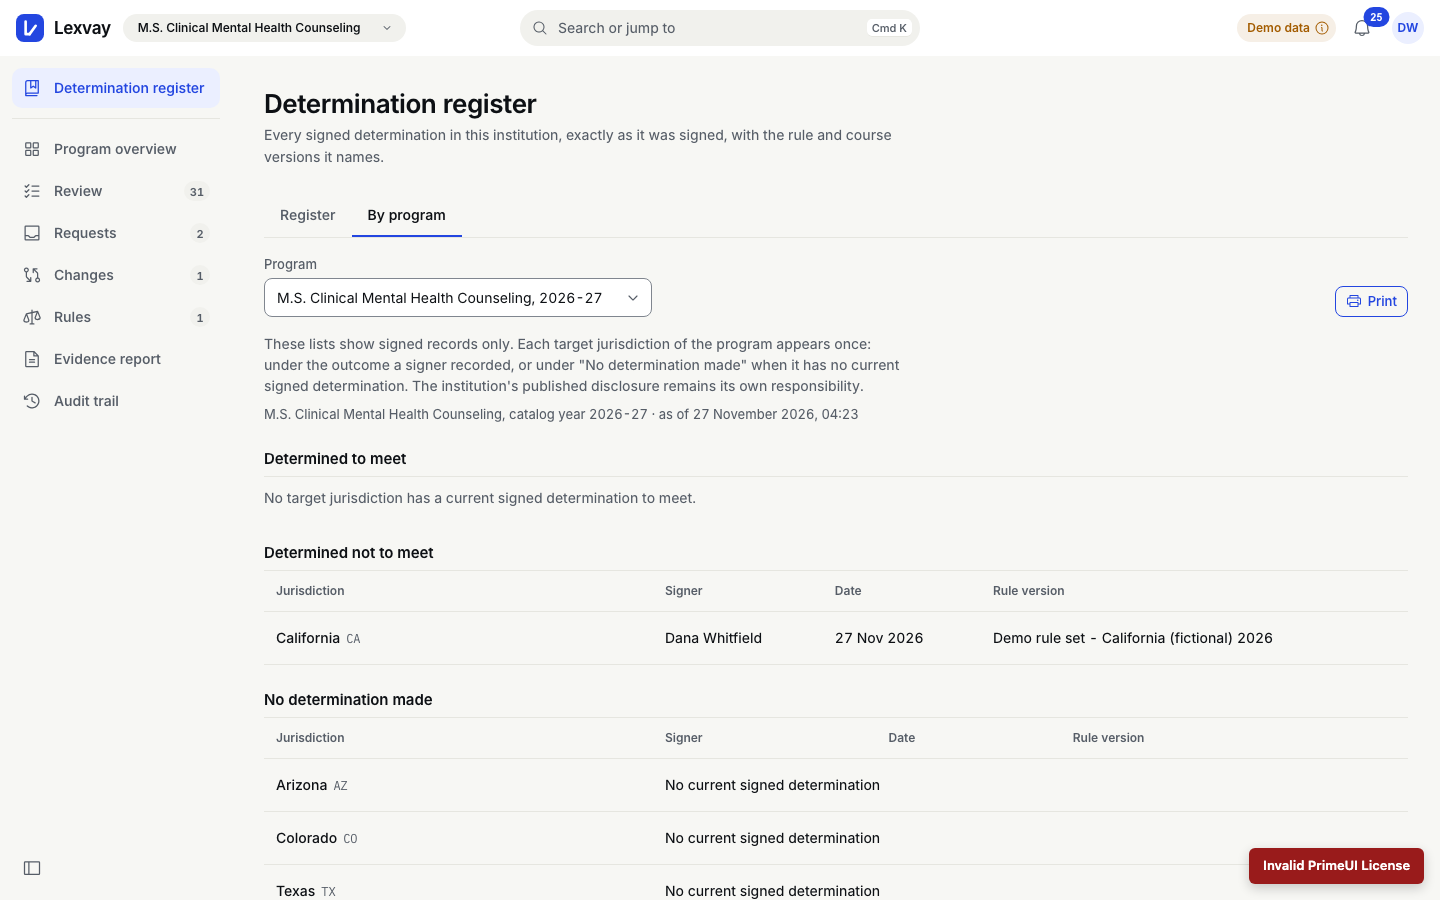 Lexvay
M.S. Clinical Mental Health Counseling
Search or jump to
Cmd K
Demo data
25
DW
Determination register
Program overview
Review 31
Requests 2
Changes 1
Rules 1
Evidence report
Audit trail
Determination register
Every signed determination in this institution, exactly as it was signed, with the rule and course
versions it names.
Register By program
Program
M.S. Clinical Mental Health Counseling, 2026-27
Print
These lists show signed records only. Each target jurisdiction of the program appears once:
under the outcome a signer recorded, or under "No determination made" when it has no current
signed determination. The institution's published disclosure remains its own responsibility.
M.S. Clinical Mental Health Counseling, catalog year 2026-27 · as of 27 November 2026, 04:23
Determined to meet
No target jurisdiction has a current signed determination to meet.
Determined not to meet
Jurisdiction Signer Date Rule version
California CA Dana Whitfield 27 Nov 2026 Demo rule set - California (fictional) 2026
No determination made
Jurisdiction Signer Date Rule version
Arizona AZ No current signed determination
Colorado CO No current signed determination
Texas TX No current signed determination
Invalid PrimeUI License